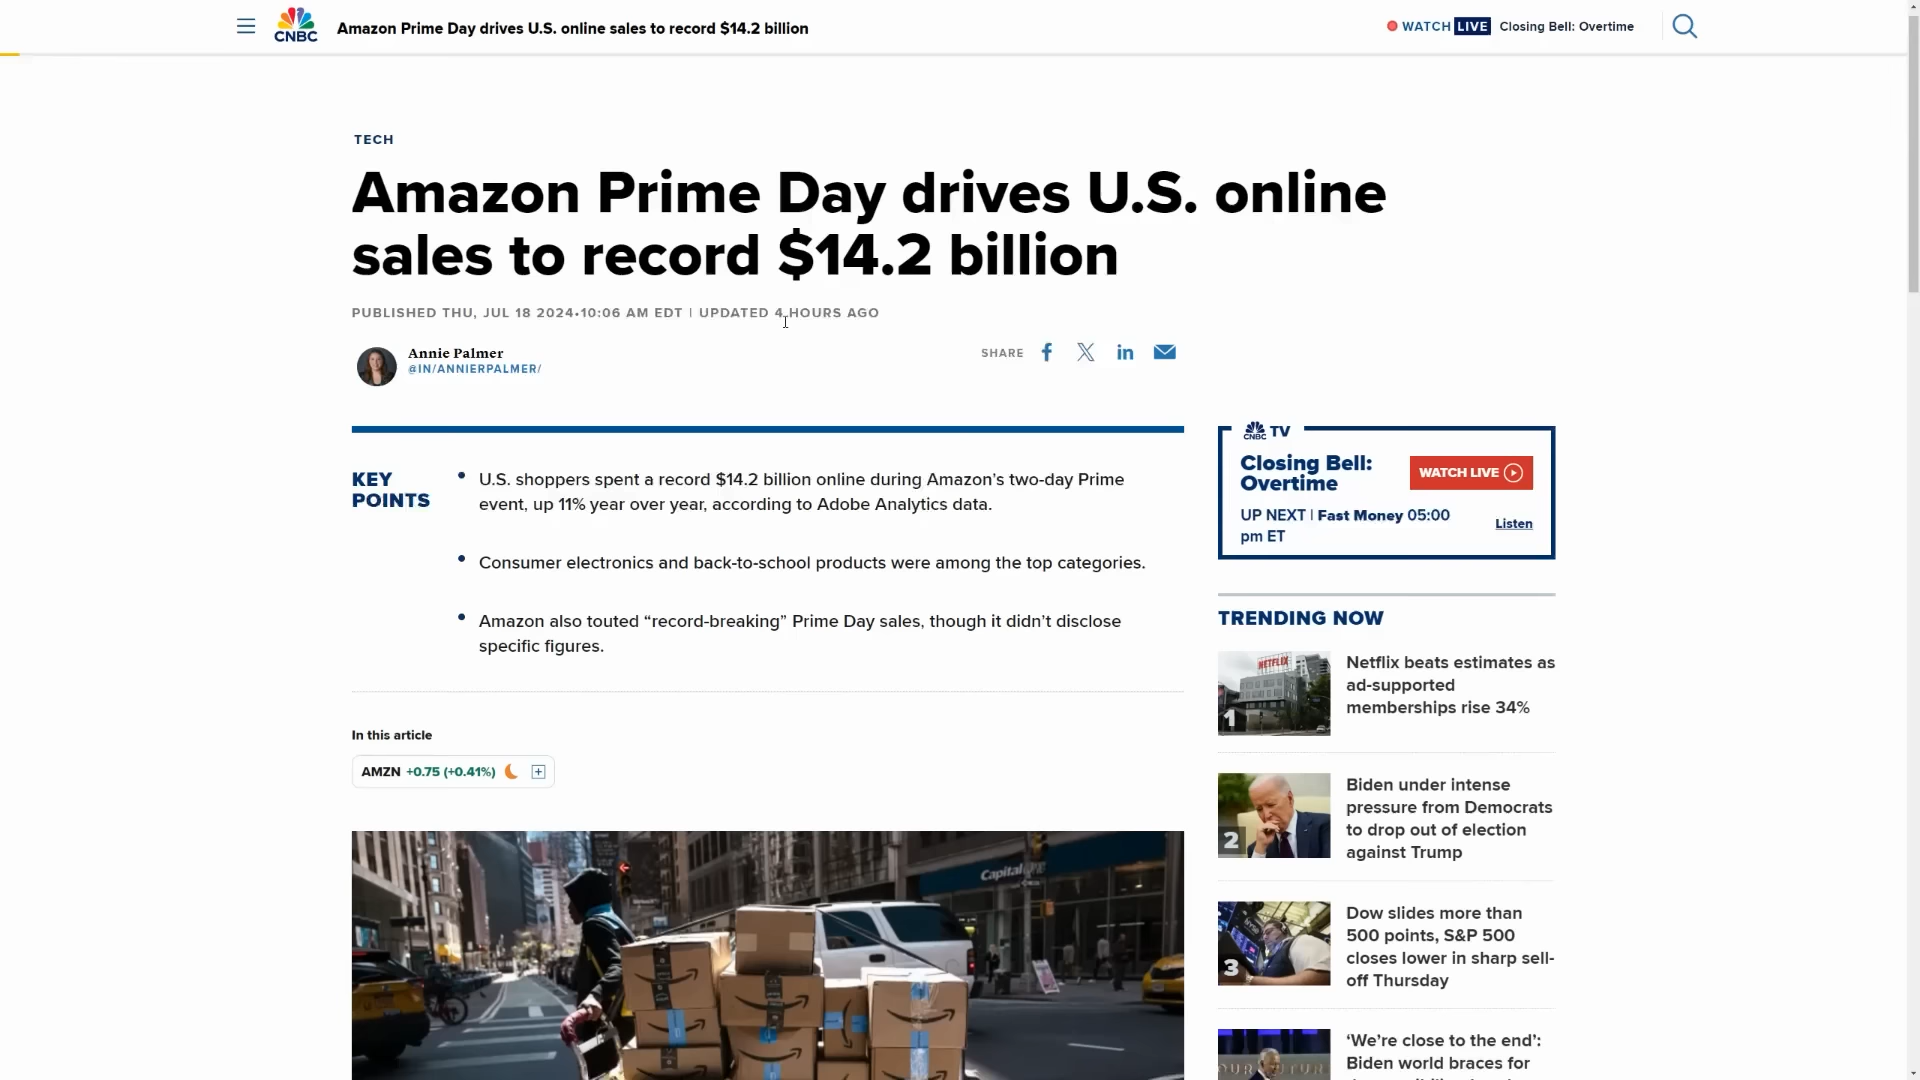 CNBC
Amazon Prime Day drives U.S. online sales to record $14.2 billion
WATCH LIVE
Closing Bell: Overtime
TECH
Amazon Prime Day drives U.S. online
sales to record $14.2 billion
PUBLISHED THU, JUL 18 2024•10:06 AM EDT | UPDATED 4 HOURS AGO
Annie Palmer
@IN/ANNIERPALMER/
SHARE
KEY
POINTS
U.S. shoppers spent a record $14.2 billion online during Amazon’s two-day Prime
event, up 11% year over year, according to Adobe Analytics data.
Consumer electronics and back-to-school products were among the top categories.
Amazon also touted “record-breaking” Prime Day sales, though it didn’t disclose
specific figures.
In this article
AMZN +0.75 (+0.41%)
Capital
CNBC TV
Closing Bell:
Overtime
WATCH LIVE
UP NEXT | Fast Money 05:00
pm ET
Listen
TRENDING NOW
NETFLIX
1
Netflix beats estimates as
ad-supported
memberships rise 34%
2
Biden under intense
pressure from Democrats
to drop out of election
against Trump
3
Dow slides more than
500 points, S&P 500
closes lower in sharp sell-
off Thursday
‘We’re close to the end’:
Biden world braces for